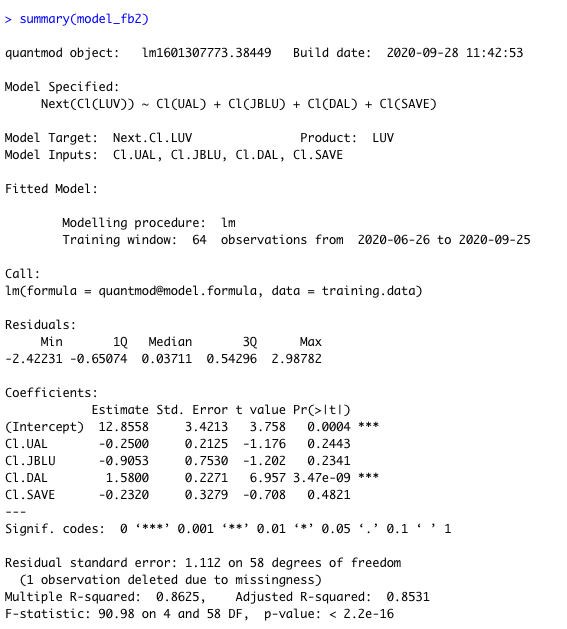 > summary(model_fb2)
quantmod object:   lm1601307773.38449   Build date:  2020-09-28 11:42:53
Model Specified:
     Next(Cl(LUV)) ~ Cl(UAL) + Cl(JBLU) + Cl(DAL) + Cl(SAVE)
Model Target:  Next.Cl.LUV               Product:  LUV
Model Inputs:  Cl.UAL, Cl.JBLU, Cl.DAL, Cl.SAVE
Fitted Model:
        Modelling procedure:  lm
        Training window:  64  observations from  2020-06-26 to 2020-09-25
Call:
lm(formula = quantmod@model.formula, data = training.data)
Residuals:
     Min       1Q   Median       3Q      Max
-2.42231 -0.65074  0.03711  0.54296  2.98782
Coefficients:
            Estimate Std. Error t value Pr(>|t|)
(Intercept)  12.8558     3.4213   3.758   0.0004 ***
Cl.UAL       -0.2500     0.2125  -1.176   0.2443
Cl.JBLU      -0.9053     0.7530  -1.202   0.2341
Cl.DAL        1.5800     0.2271   6.957 3.47e-09 ***
Cl.SAVE      -0.2320     0.3279  -0.708   0.4821
---
Signif. codes:  0 ‘***’ 0.001 ‘**’ 0.01 ‘*’ 0.05 ‘.’ 0.1 ‘ ’ 1
Residual standard error: 1.112 on 58 degrees of freedom
  (1 observation deleted due to missingness)
Multiple R-squared:  0.8625,    Adjusted R-squared:  0.8531
F-statistic: 90.98 on 4 and 58 DF,  p-value: < 2.2e-16